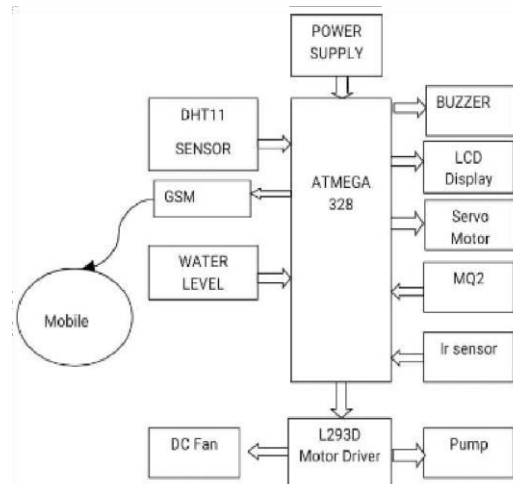 POWER
SUPPLY
DHT11
SENSOR
GSM
WATER
LEVEL
Mobile
ATMEGA
328
BUZZER
LCD
Display
Servo
Motor
MQ2
Ir sensor
DC Fan
L293D
Motor Driver
Pump